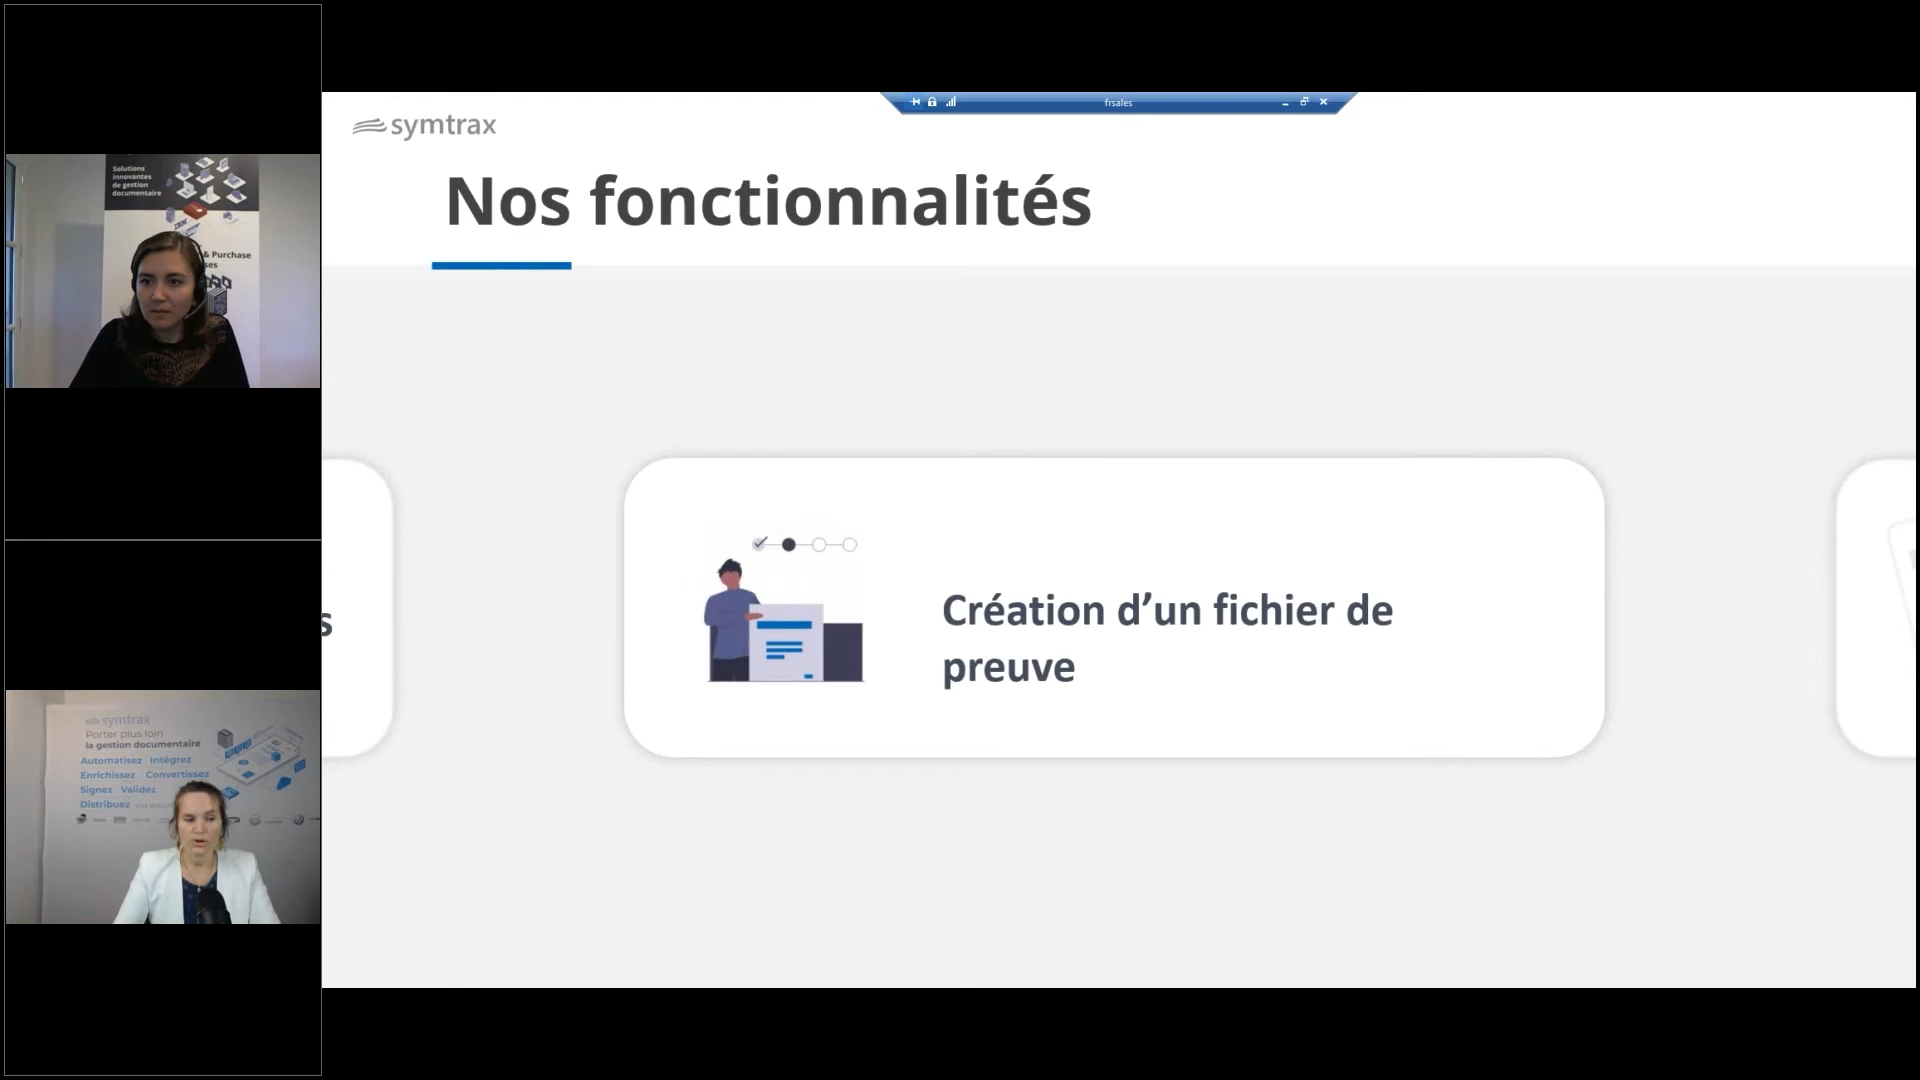 Solutions
innovantes
de gestion
documentaire
& Purchase
symtrax
Porter plus loin
la gestion documentaire
Automatisez Intégrez
Enrichissez Convertissez
Signez Validez
Distribuez
symtrax
frsales
Nos fonctionnalités
s
Création d’un fichier de
preuve